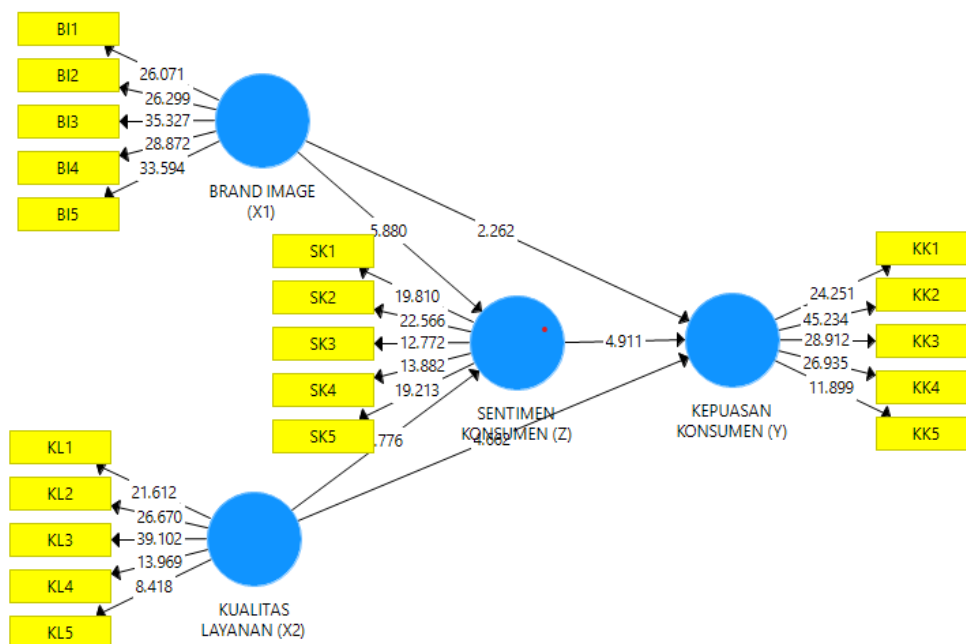 BI1
26.071
BI2
26.299
BI3
35.327
BI4
28.872
BI5
33.594
BRAND IMAGE
(X1)
5.880
2.262
SK1
19.810
SK2
22.566
SK3
12.772
SK4
13.882
SK5
19.213
SENTIMEN
KONSUMEN (Z)
4.911
.776
4.662
KK1
24.251
KK2
45.234
KK3
28.912
KK4
26.935
KK5
11.899
KEPUASAN
KONSUMEN (Y)
KL1
21.612
KL2
26.670
KL3
39.102
KL4
13.969
KL5
8.418
KUALITAS
LAYANAN (X2)